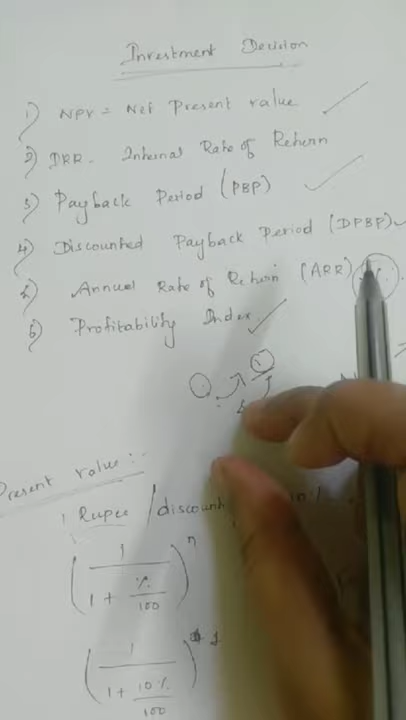 Investment Decision
1) NPV = Net Present value
2) IRR - Internal Rate of Return
3) Payback Period (PBP)
4) Discounted Payback Period (DPBP)
5) Annual Rate of Return (ARR) %
6) Profitability Index
Present value :-
1 Rupee / discount in %
( 1 / 1 + % / 100 ) n
( 1 / 1 + 10 % / 100 ) 1